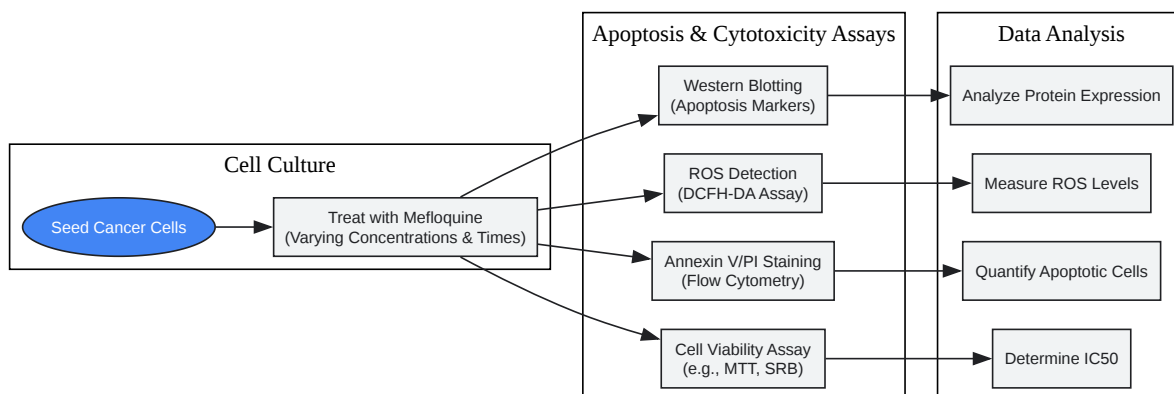 Cell Culture
Seed Cancer Cells
Treat with Mefloquine
(Varying Concentrations & Times)
Apoptosis & Cytotoxicity Assays
Western Blotting
(Apoptosis Markers)
ROS Detection
(DCFH-DA Assay)
Annexin V/PI Staining
(Flow Cytometry)
Cell Viability Assay
(e.g., MTT, SRB)
Data Analysis
Analyze Protein Expression
Measure ROS Levels
Quantify Apoptotic Cells
Determine IC50